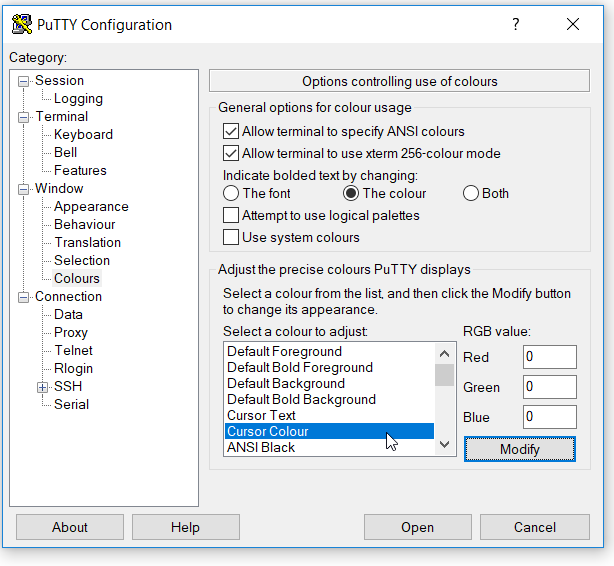 PuTTY Configuration
?
Category:
Session
Logging
Terminal
Keyboard
Bell
Features
Window
Appearance
Behaviour
Translation
Selection
Colours
Connection
Data
Proxy
Telnet
Rlogin
SSH
Serial
Options controlling use of colours
General options for colour usage
Allow terminal to specify ANSI colours
Allow terminal to use xterm 256-colour mode
Indicate bolded text by changing:
The font The colour Both
Attempt to use logical palettes
Use system colours
Adjust the precise colours PuTTY displays
Select a colour from the list, and then click the Modify button
to change its appearance.
Select a colour to adjust:
Default Foreground
Default Bold Foreground
Default Background
Default Bold Background
Cursor Text
Cursor Colour
ANSI Black
RGB value:
Red 0
Green 0
Blue 0
Modify
About Help Open Cancel